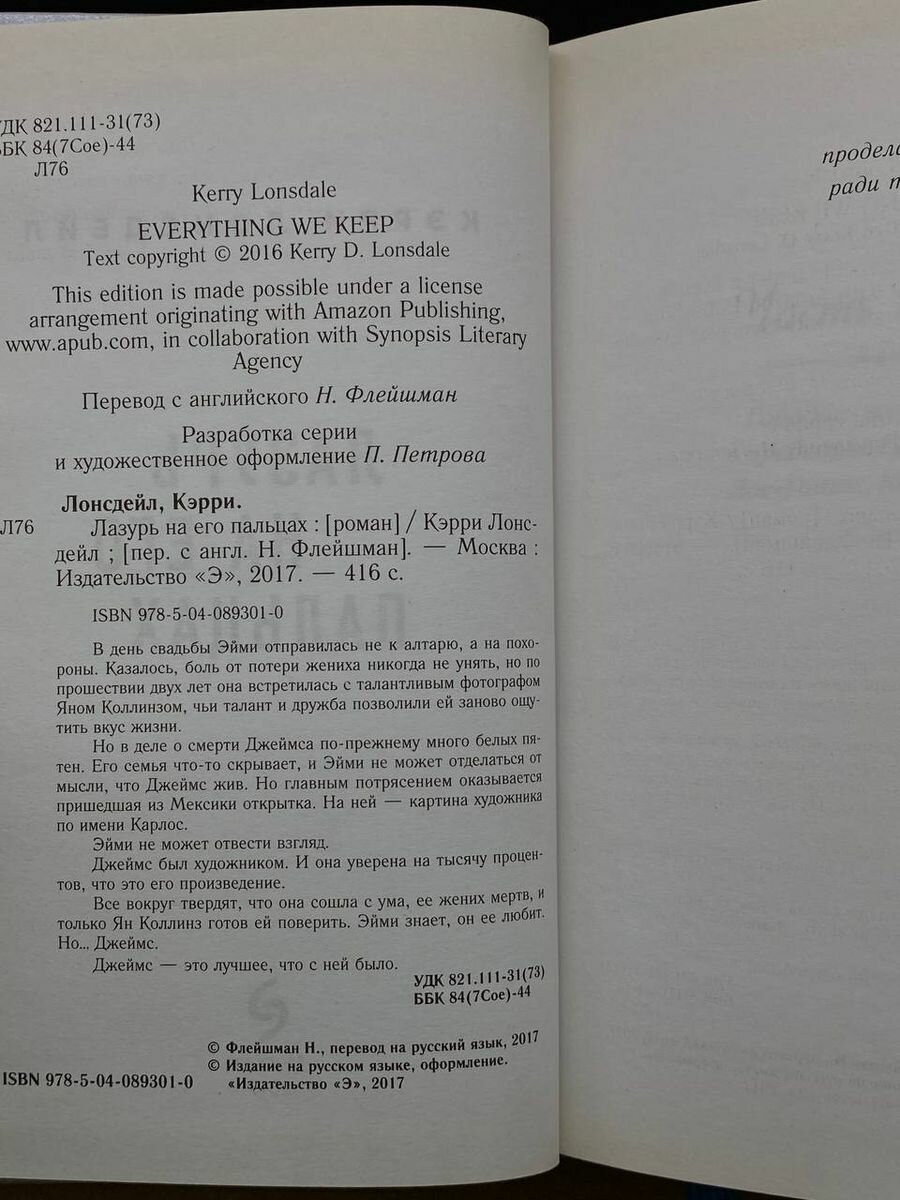 УДК 821.111-31(73)
ББК 84(7Сое)-44
Л76
Kerry Lonsdale
EVERYTHING WE KEEP
Text copyright © 2016 Kerry D. Lonsdale
This edition is made possible under a license
arrangement originating with Amazon Publishing,
www.apub.com, in collaboration with Synopsis Literary
Agency
Перевод с английского Н. Флейшман
Разработка серии
и художественное оформление П. Петрова
Лонсдейл, Кэрри.
Л76 Лазурь на его пальцах : [роман] / Кэрри Лонс-
дейл ; [пер. с англ. Н. Флейшман]. — Москва :
Издательство «Э», 2017. — 416 с.
ISBN 978-5-04-089301-0
В день свадьбы Эйми отправилась не к алтарю, а на похо-
роны. Казалось, боль от потери жениха никогда не унять, но по
прошествии двух лет она встретилась с талантливым фотографом
Яном Коллинзом, чьи талант и дружба позволили ей заново ощу-
тить вкус жизни.
Но в деле о смерти Джеймса по-прежнему много белых пя-
тен. Его семья что-то скрывает, и Эйми не может отделаться от
мысли, что Джеймс жив. Но главным потрясением оказывается
пришедшая из Мексики открытка. На ней — картина художника
по имени Карлос.
Эйми не может отвести взгляд.
Джеймс был художником. И она уверена на тысячу процен-
тов, что это его произведение.
Все вокруг твердят, что она сошла с ума, ее жених мертв, и
только Ян Коллинз готов ей поверить. Эйми знает, он ее любит.
Но... Джеймс.
Джеймс — это лучшее, что с ней было.
УДК 821.111-31(73)
ББК 84(7Сое)-44
© Флейшман Н., перевод на русский язык, 2017
© Издание на русском языке, оформление.
ISBN 978-5-04-089301-0 «Издательство «Э», 2017
ради